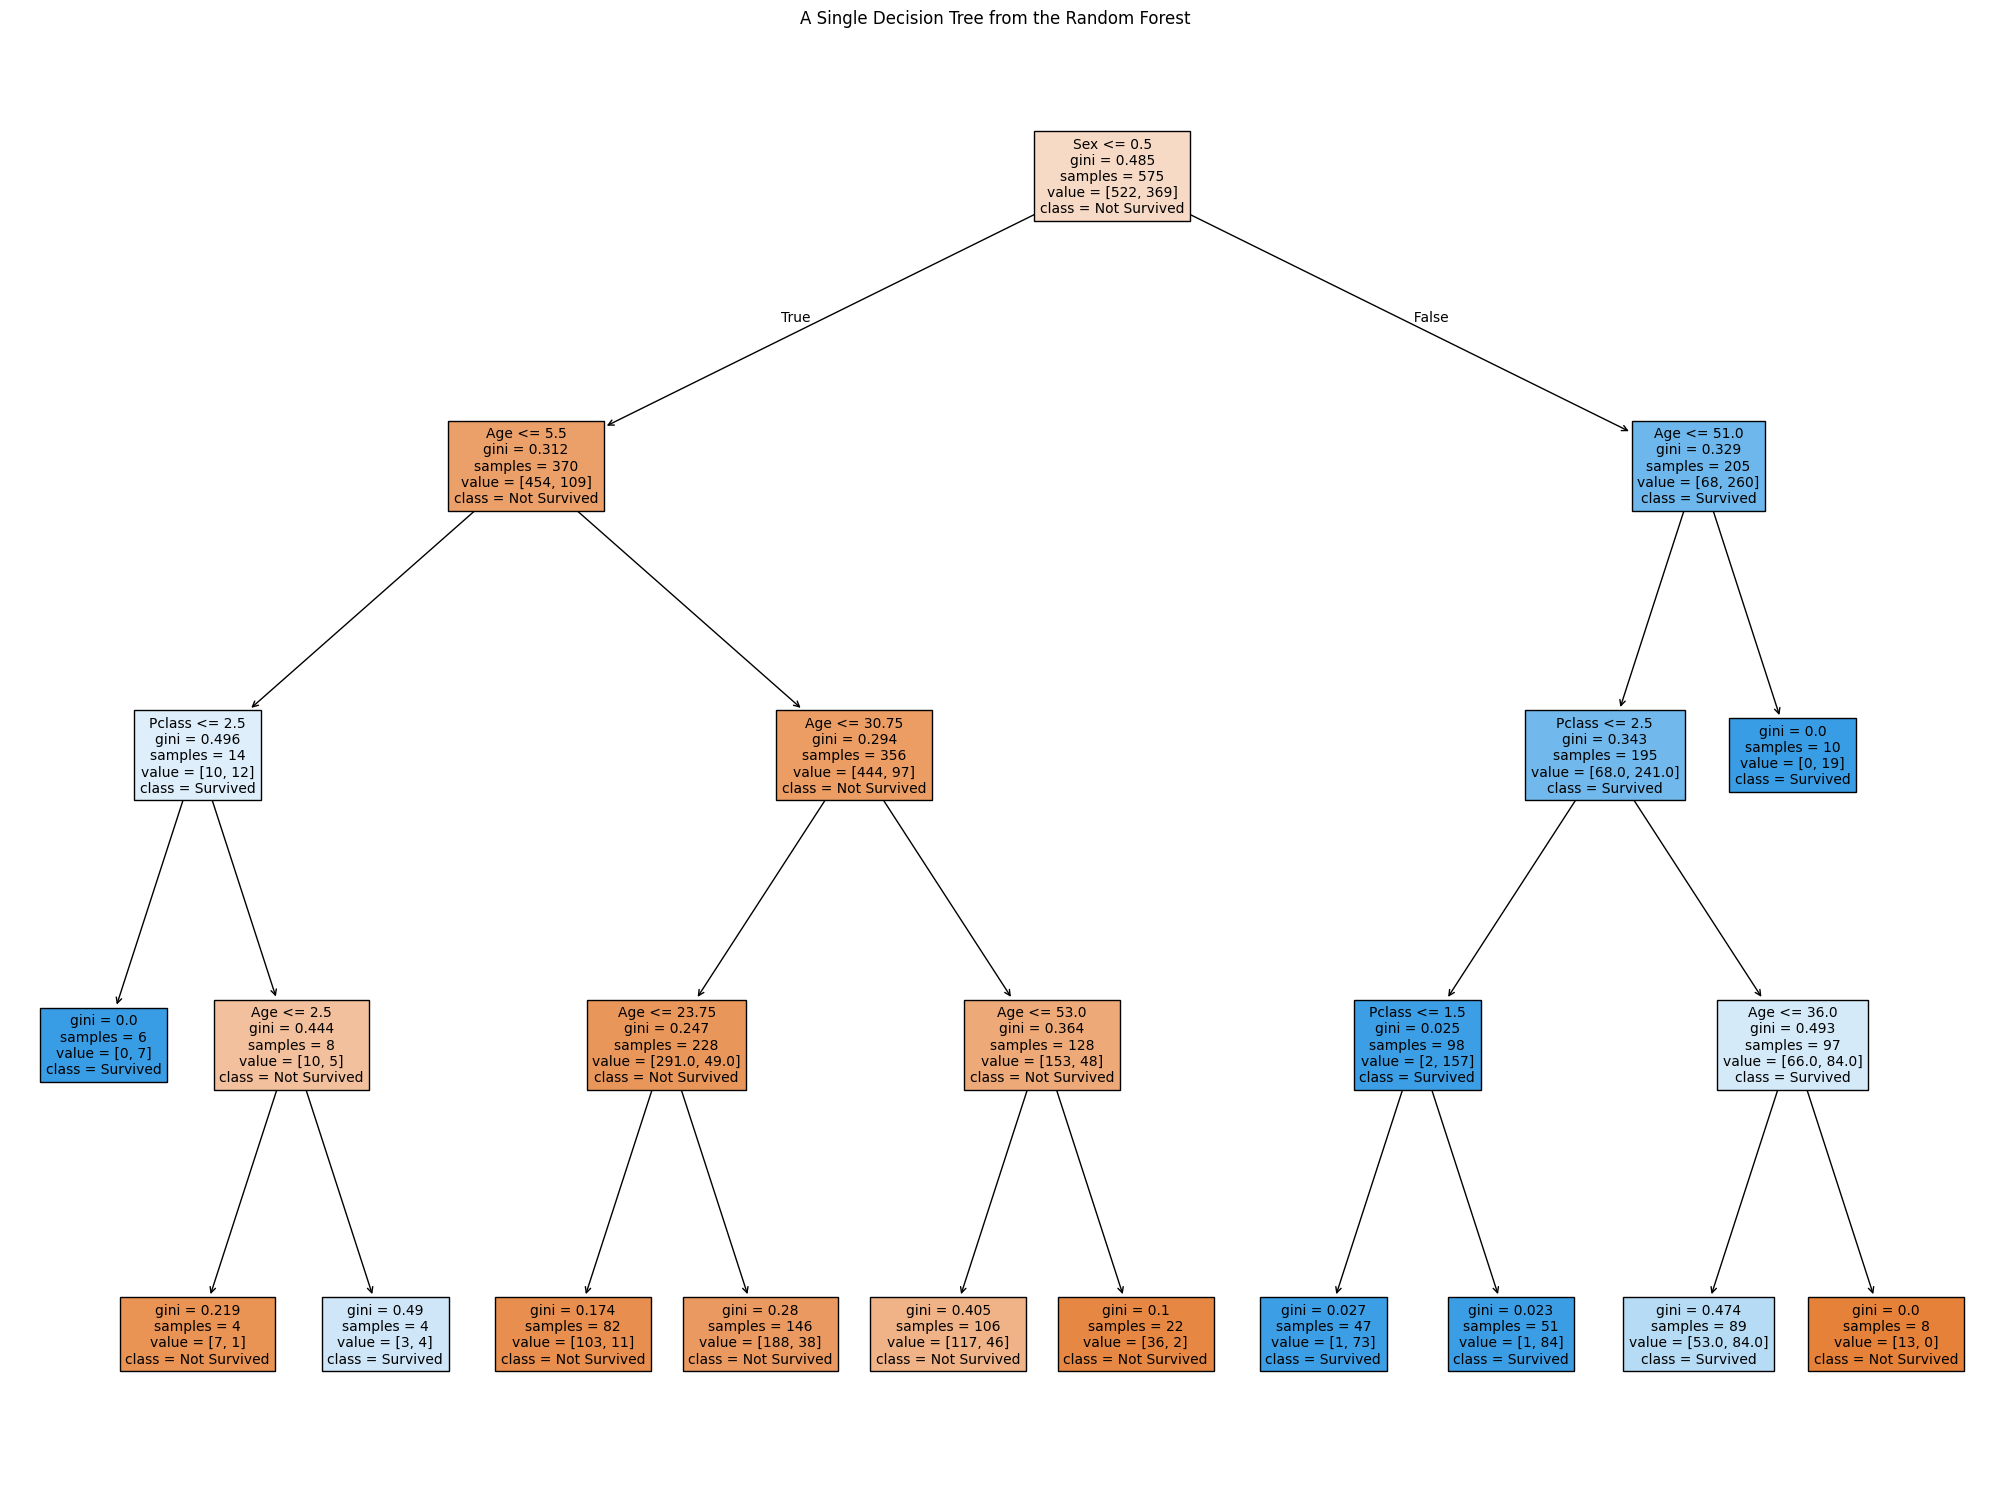 A Single Decision Tree from the Random Forest
Sex <= 0.5
gini = 0.485
samples = 575
value = [522, 369]
class = Not Survived
True
False
Age <= 5.5
gini = 0.312
samples = 370
value = [454, 109]
class = Not Survived
Age <= 51.0
gini = 0.329
samples = 205
value = [68, 260]
class = Survived
Pclass <= 2.5
gini = 0.496
samples = 14
value = [10, 12]
class = Survived
Age <= 30.75
gini = 0.294
samples = 356
value = [444, 97]
class = Not Survived
Pclass <= 2.5
gini = 0.343
samples = 195
value = [68.0, 241.0]
class = Survived
gini = 0.0
samples = 10
value = [0, 19]
class = Survived
gini = 0.0
samples = 6
value = [0, 7]
class = Survived
Age <= 2.5
gini = 0.444
samples = 8
value = [10, 5]
class = Not Survived
Age <= 23.75
gini = 0.247
samples = 228
value = [291.0, 49.0]
class = Not Survived
Age <= 53.0
gini = 0.364
samples = 128
value = [153, 48]
class = Not Survived
Pclass <= 1.5
gini = 0.025
samples = 98
value = [2, 157]
class = Survived
Age <= 36.0
gini = 0.493
samples = 97
value = [66.0, 84.0]
class = Survived
gini = 0.219
samples = 4
value = [7, 1]
class = Not Survived
gini = 0.49
samples = 4
value = [3, 4]
class = Survived
gini = 0.174
samples = 82
value = [103, 11]
class = Not Survived
gini = 0.28
samples = 146
value = [188, 38]
class = Not Survived
gini = 0.405
samples = 106
value = [117, 46]
class = Not Survived
gini = 0.1
samples = 22
value = [36, 2]
class = Not Survived
gini = 0.027
samples = 47
value = [1, 73]
class = Survived
gini = 0.023
samples = 51
value = [1, 84]
class = Survived
gini = 0.474
samples = 89
value = [53.0, 84.0]
class = Survived
gini = 0.0
samples = 8
value = [13, 0]
class = Not Survived